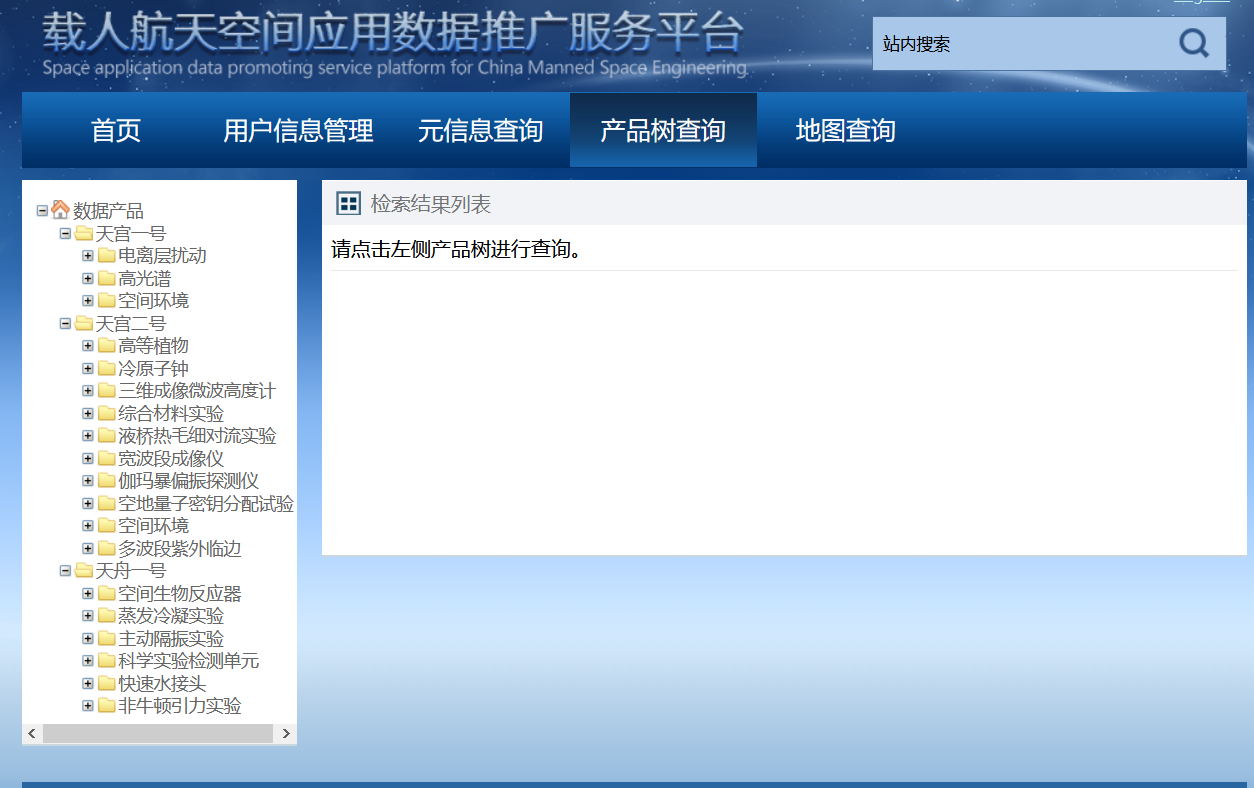 载人航天空间应用数据推广服务平台
Space application data promoting service platform for China Manned Space Engineering
站内搜索
首页 用户信息管理 元信息查询 产品树查询 地图查询
数据产品
天宫一号
电离层扰动
高光谱
空间环境
天宫二号
高等植物
冷原子钟
三维成像微波高度计
综合材料实验
液桥热毛细对流实验
宽波段成像仪
伽玛暴偏振探测仪
空地量子密钥分配试验
空间环境
多波段紫外临边
天舟一号
空间生物反应器
蒸发冷凝实验
主动隔振实验
科学实验检测单元
快速水接头
非牛顿引力实验
检索结果列表
请点击左侧产品树进行查询。